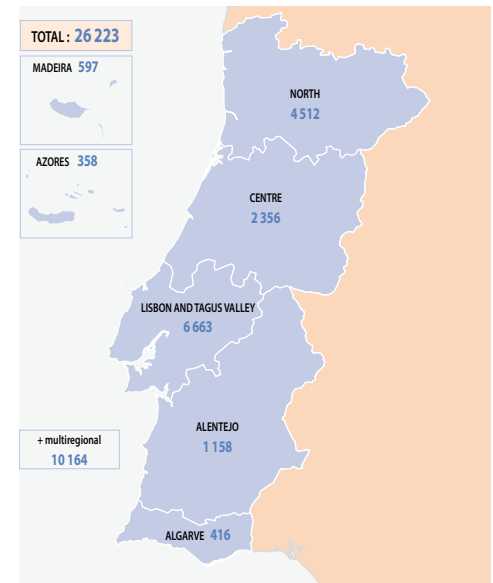 TOTAL : 26 223
MADEIRA 597
AZORES 358
NORTH
4 512
CENTRE
2 356
LISBON AND TAGUS VALLEY
6 663
ALENTEJO
1 158
+ multiregional
10 164
ALGARVE 416